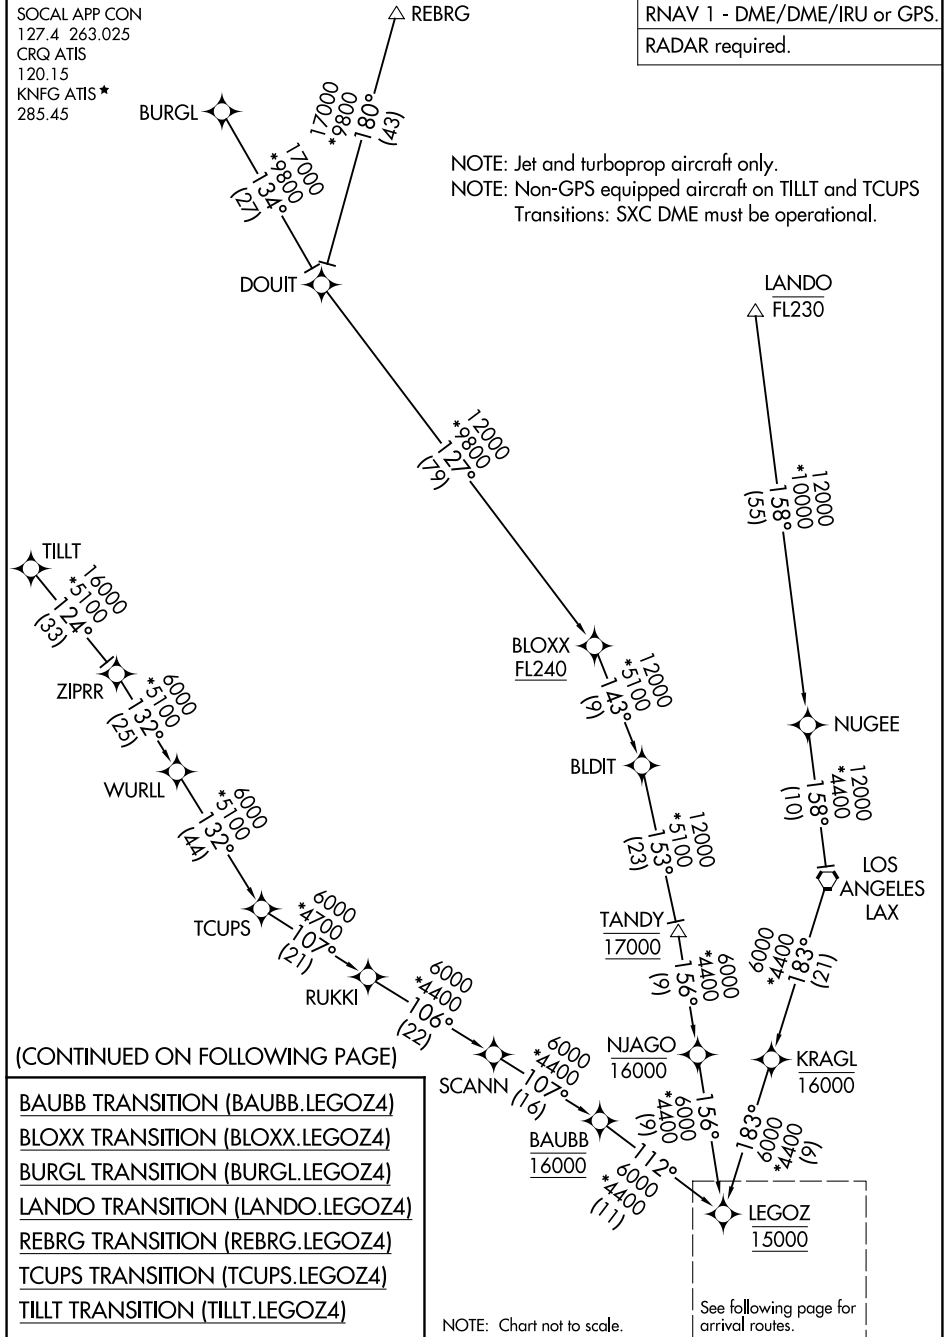 SOCAL APP CON
127.4 263.025
CRQ ATIS
120.15
KNFG ATIS★
285.45
RNAV 1 - DME/DME/IRU or GPS.
RADAR required.
REBRG
17000
*9800
180°
(43)
BURGL
17000
*9800
134°
(27)
NOTE: Jet and turboprop aircraft only.
NOTE: Non-GPS equipped aircraft on TILLT and TCUPS
Transitions: SXC DME must be operational.
DOUIT
LANDO
FL230
12000
*9800
127°
(79)
12000
*10000
158°
(55)
TILLT
16000
*5100
124°
(33)
ZIPRR
6000
*5100
132°
(25)
WURLL
6000
*5100
132°
(44)
TCUPS
6000
*4700
107°
(21)
RUKKI
6000
*4400
106°
(22)
SCANN
6000
*4400
107°
(16)
BAUBB
16000
112°
6000
*4400
(11)
BLOXX
FL240
12000
*5100
143°
(9)
BLDIT
12000
*5100
153°
(23)
TANDY
17000
6000
*4400
156°
(9)
NJAGO
16000
156°
6000
*4400
(9)
NUGEE
12000
*4400
158°
(10)
LOS
ANGELES
LAX
6000
*4400
183°
(21)
KRAGL
16000
183°
6000
*4400
(9)
LEGOZ
15000
See following page for
arrival routes.
(CONTINUED ON FOLLOWING PAGE)
BAUBB TRANSITION (BAUBB.LEGOZ4)
BLOXX TRANSITION (BLOXX.LEGOZ4)
BURGL TRANSITION (BURGL.LEGOZ4)
LANDO TRANSITION (LANDO.LEGOZ4)
REBRG TRANSITION (REBRG.LEGOZ4)
TCUPS TRANSITION (TCUPS.LEGOZ4)
TILLT TRANSITION (TILLT.LEGOZ4)
NOTE: Chart not to scale.